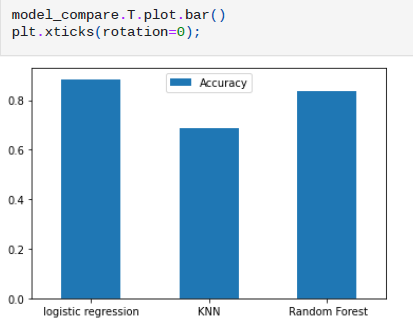 model_compare.T.plot.bar()
plt.xticks(rotation=0);
Accuracy
0.8
0.6
0.4
0.2
0.0
logistic regression KNN Random Forest